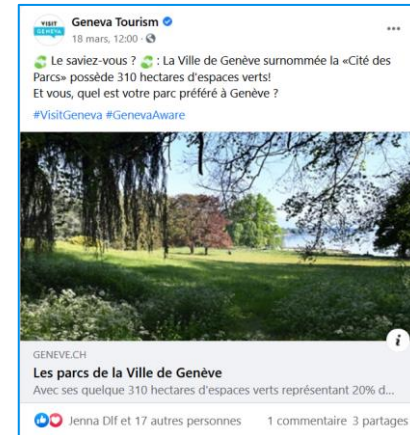 VISIT
GENEVA
Geneva Tourism
18 mars, 12:00 ·
Le saviez-vous ? : La Ville de Genève surnommée la «Cité des
Parcs» possède 310 hectares d'espaces verts!
Et vous, quel est votre parc préféré à Genève ?
#VisitGeneva #GenevaAware
GENEVE.CH
Les parcs de la Ville de Genève
Avec ses quelque 310 hectares d'espaces verts représentant 20% d...
Jenna Dlf et 17 autres personnes 1 commentaire 3 partages